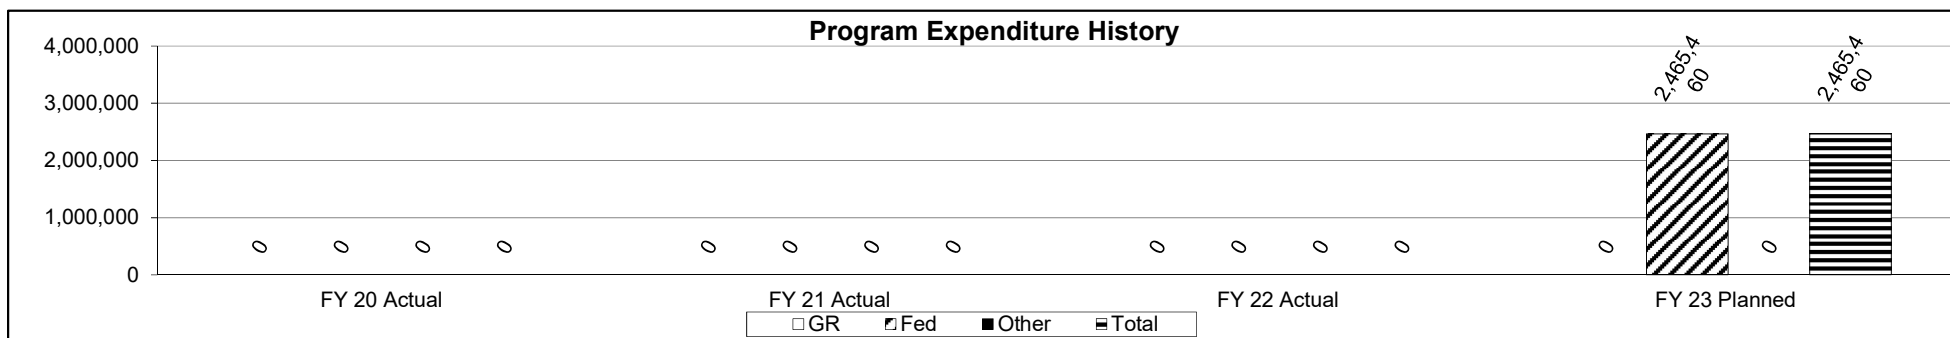 Program Expenditure History
4,000,000
3,000,000
2,000,000
1,000,000
0
0 0 0 0
0 0 0 0
0 0 0 0
0
2,465,4
60
0
2,465,4
60
FY 20 Actual
FY 21 Actual
FY 22 Actual
FY 23 Planned
GR Fed Other Total